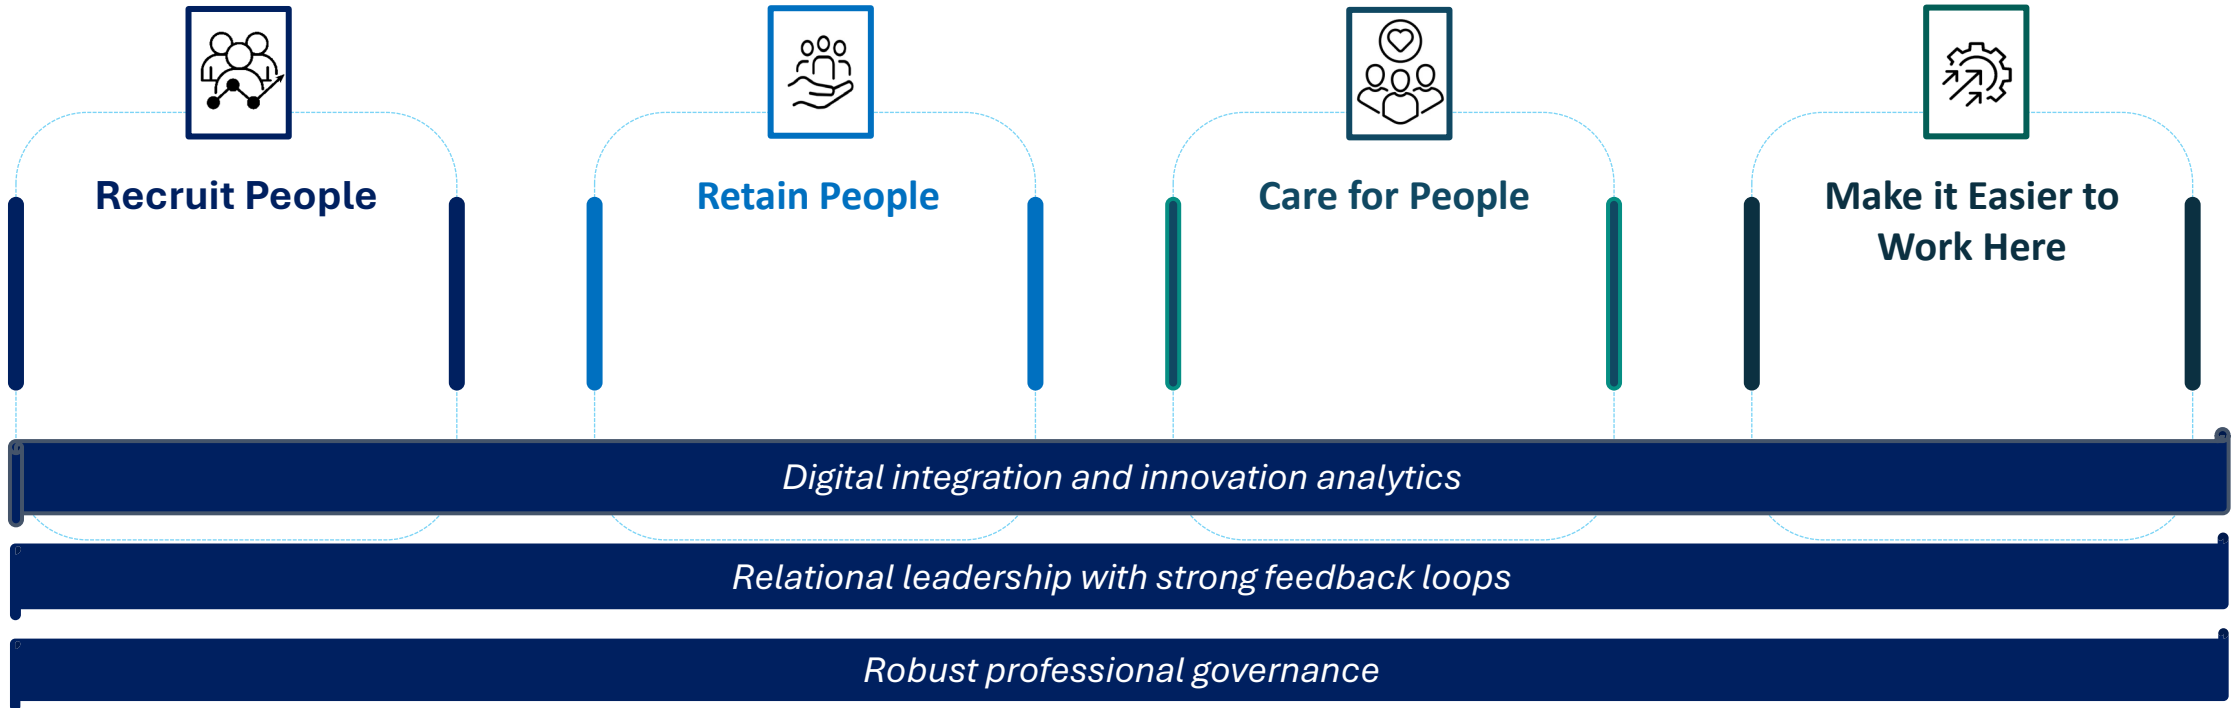 Recruit People
Retain People
Care for People
Make it Easier to
Work Here
Digital integration and innovation analytics
Relational leadership with strong feedback loops
Robust professional governance